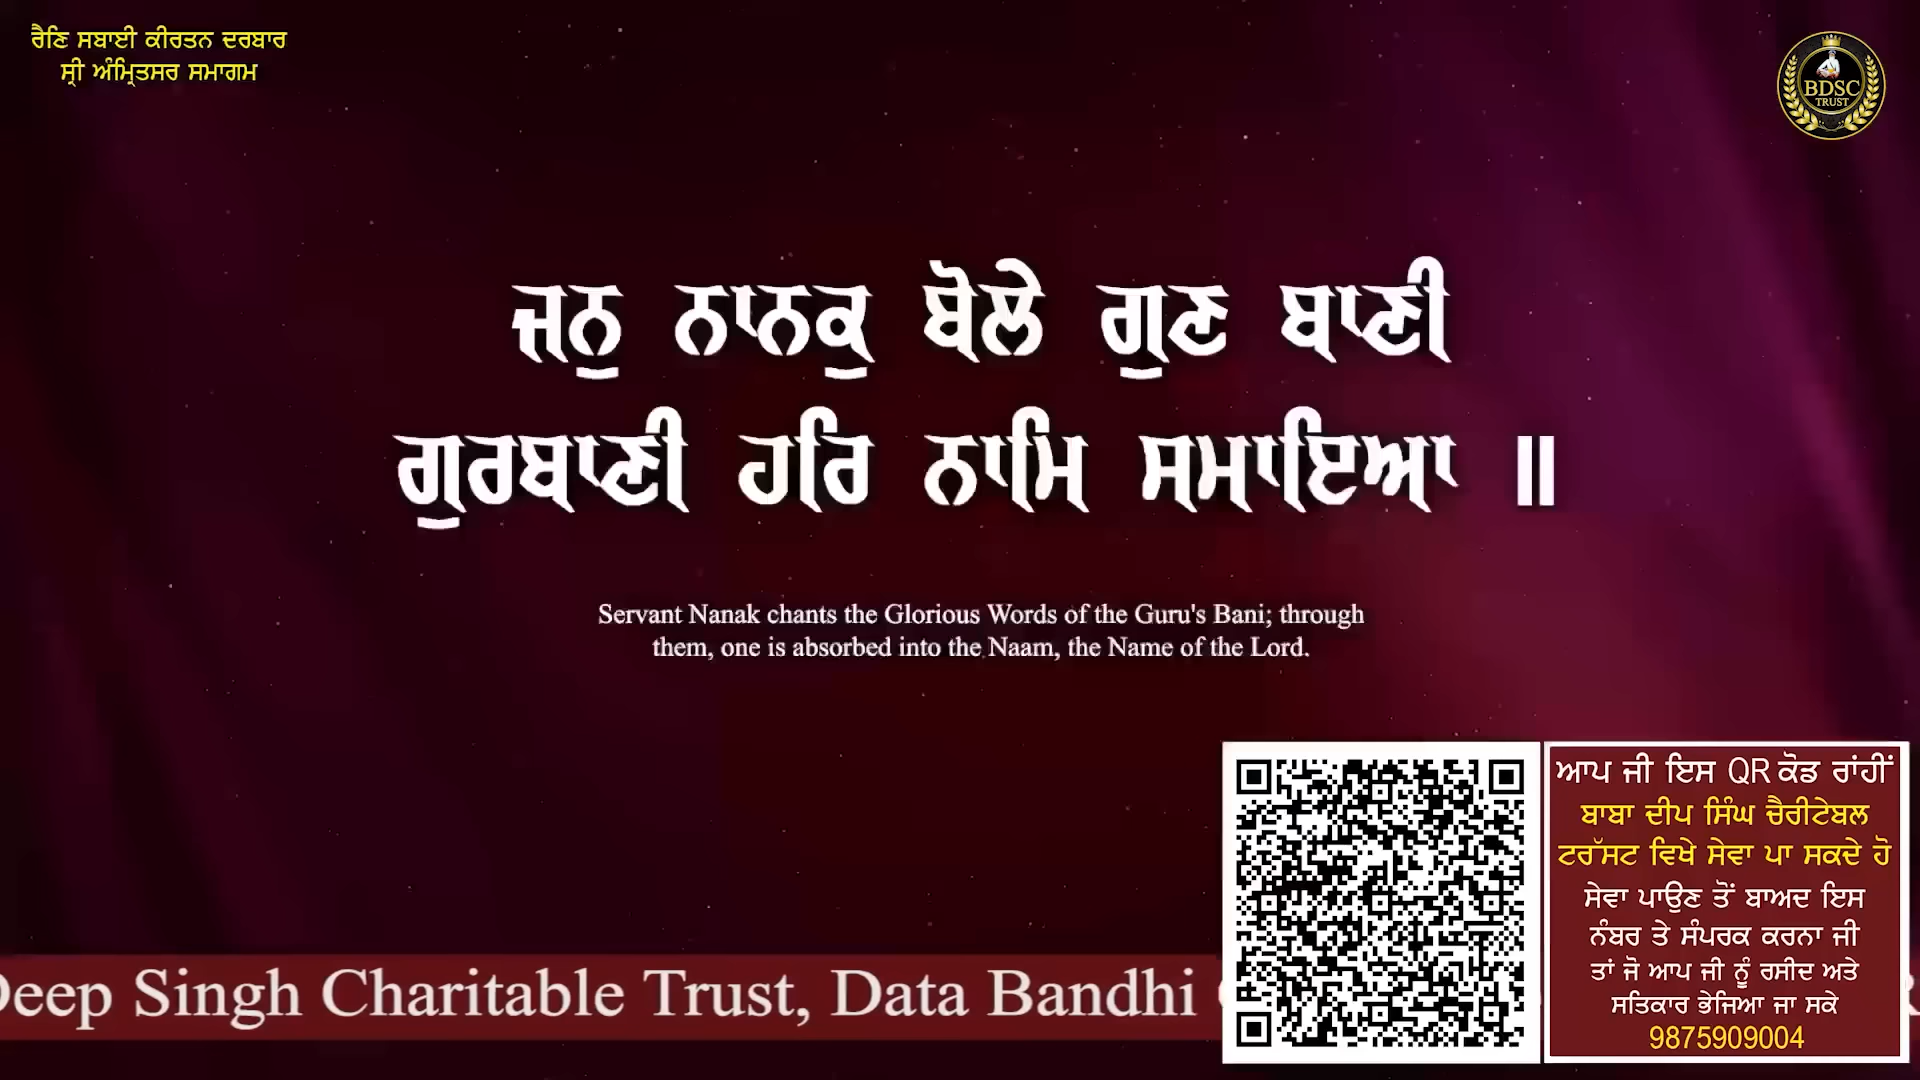 ਰੈਣਿ ਸਬਾਈ ਕੀਰਤਨ ਦਰਬਾਰ
ਸ੍ਰੀ ਅੰਮ੍ਰਿਤਸਰ ਸਮਾਗਮ
BDSC
TRUST
ਜਨੁ ਨਾਨਕੁ ਬੋਲੇ ਗੁਣ ਬਾਣੀ
ਗੁਰਬਾਣੀ ਹਰਿ ਨਾਮਿ ਸਮਾਇਆ ॥
Servant Nanak chants the Glorious Words of the Guru's Bani; through
them, one is absorbed into the Naam, the Name of the Lord.
ਆਪ ਜੀ ਇਸ QR ਕੋਡ ਰਾਂਹੀਂ
ਬਾਬਾ ਦੀਪ ਸਿੰਘ ਚੈਰੀਟੇਬਲ
ਟਰੱਸਟ ਵਿਖੇ ਸੇਵਾ ਪਾ ਸਕਦੇ ਹੋ
ਸੇਵਾ ਪਾਉਣ ਤੋਂ ਬਾਅਦ ਇਸ
ਨੰਬਰ ਤੇ ਸੰਪਰਕ ਕਰਨਾ ਜੀ
ਤਾਂ ਜੋ ਆਪ ਜੀ ਨੂੰ ਰਸੀਦ ਅਤੇ
ਸਤਿਕਾਰ ਭੇਜਿਆ ਜਾ ਸਕੇ
9875909004
Deep Singh Charitable Trust, Data Bandhi